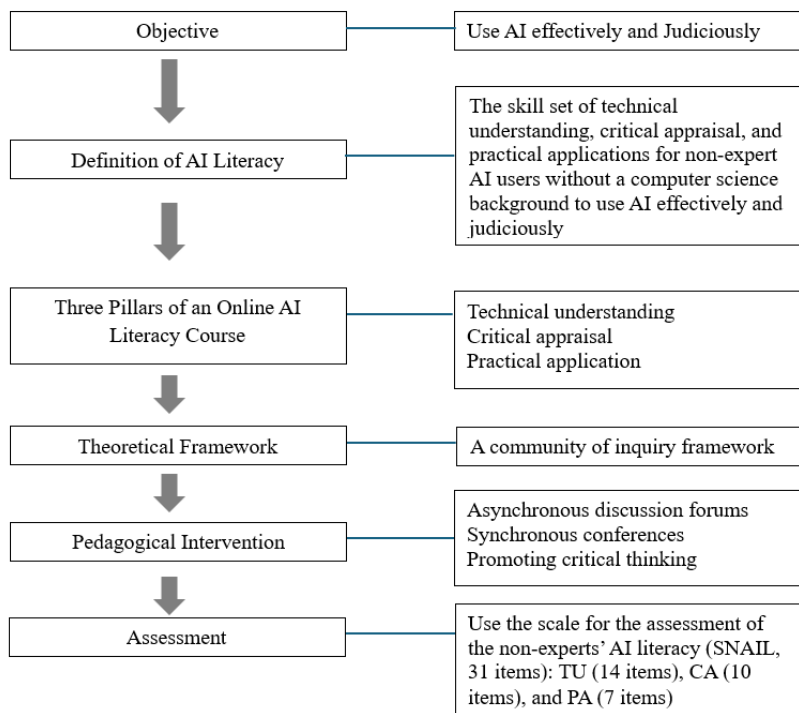 Objective
Use AI effectively and Judiciously
Definition of AI Literacy
The skill set of technical
understanding, critical appraisal, and
practical applications for non-expert
AI users without a computer science
background to use AI effectively and
judiciously
Three Pillars of an Online AI
Literacy Course
Technical understanding
Critical appraisal
Practical application
Theoretical Framework
A community of inquiry framework
Pedagogical Intervention
Asynchronous discussion forums
Synchronous conferences
Promoting critical thinking
Assessment
Use the scale for the assessment of
the non-experts’ AI literacy (SNAIL,
31 items): TU (14 items), CA (10
items), and PA (7 items)